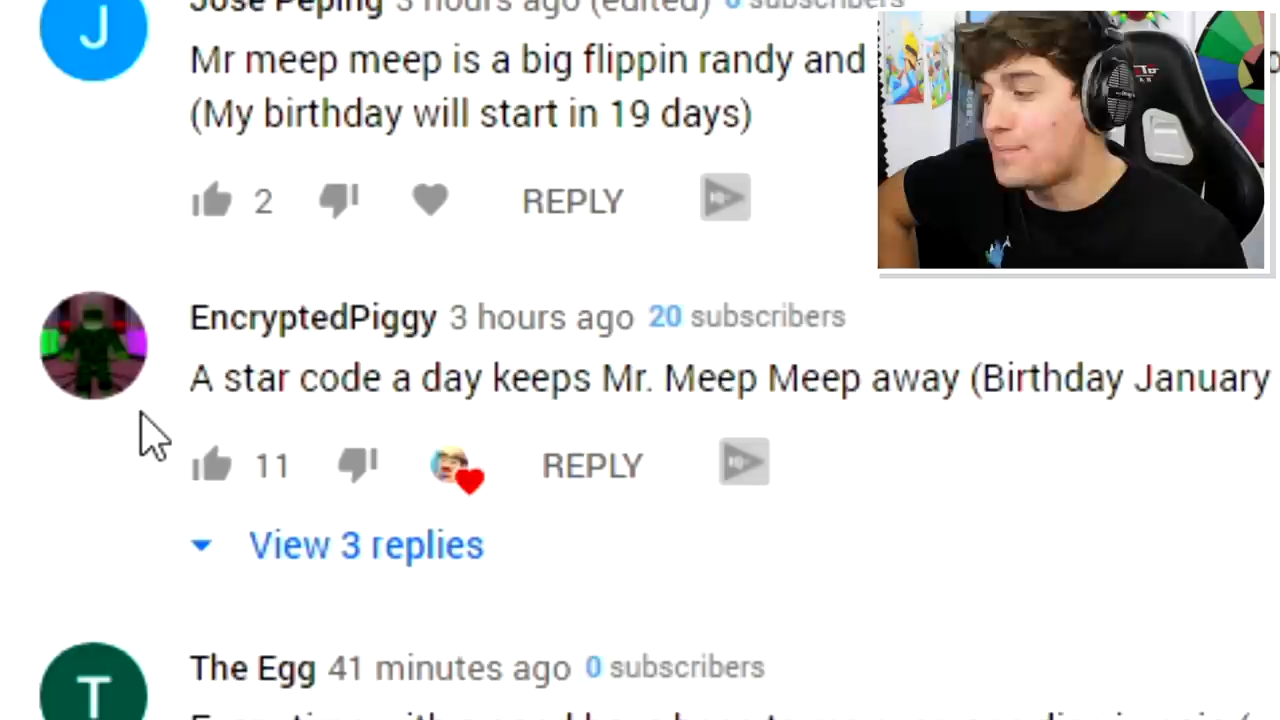 Jose Peping 3 hours ago (edited) subscribers
Mr meep meep is a big flippin randy and
(My birthday will start in 19 days)
2 REPLY
EncryptedPiggy 3 hours ago 20 subscribers
A star code a day keeps Mr. Meep Meep away (Birthday January
11 REPLY
View 3 replies
The Egg 41 minutes ago 0 subscribers